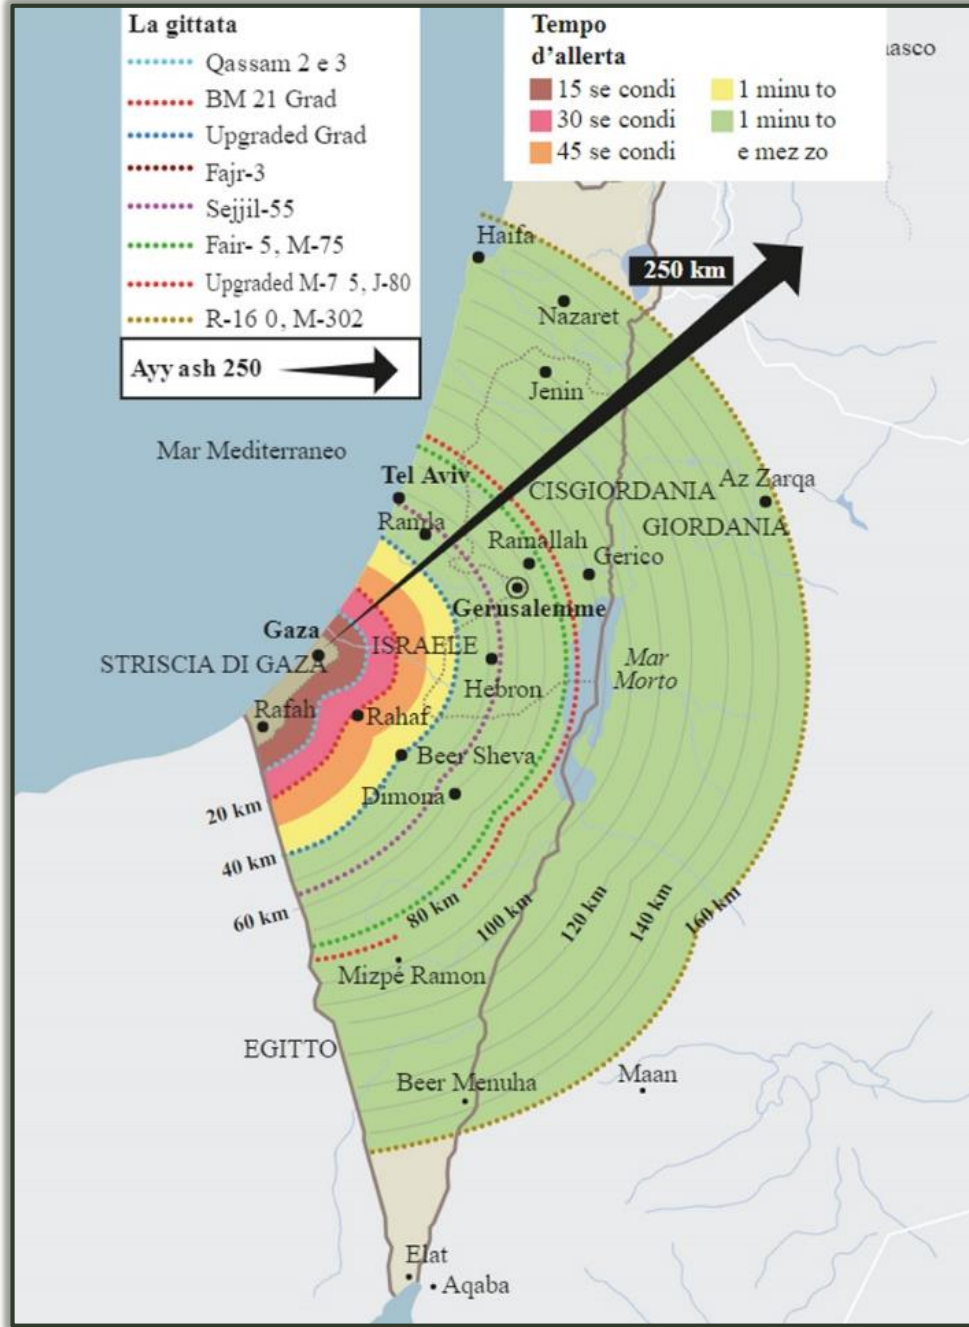 La gittata
Qassam 2 e 3
BM 21 Grad
Upgraded Grad
Fajr-3
Sejjil-55
Fair- 5, M-75
Upgraded M-7 5, J-80
R-16 0, M-302
Ayy ash 250
Tempo
d'allerta
15 se condi
30 se condi
45 se condi
1 minu to
1 minu to
e mez zo
asco
Haifa
250 km
Nazaret
Jenin
Mar Mediterraneo
Tel Aviv
CISGIORDANIA
Az Zarqa
Ramla
GIORDANIA
Ramallah
Gerico
Gerusalemme
Gaza
ISRAELE
STRISCIA DI GAZA
Mar
Morto
Hebron
Rafah
Rahaf
Beer Sheva
Dimona
20 km
40 km
60 km
80 km
100 km
120 km
140 km
160 km
Mizpé Ramon
EGITTO
Beer Menuha
Maan
Elat
Aqaba